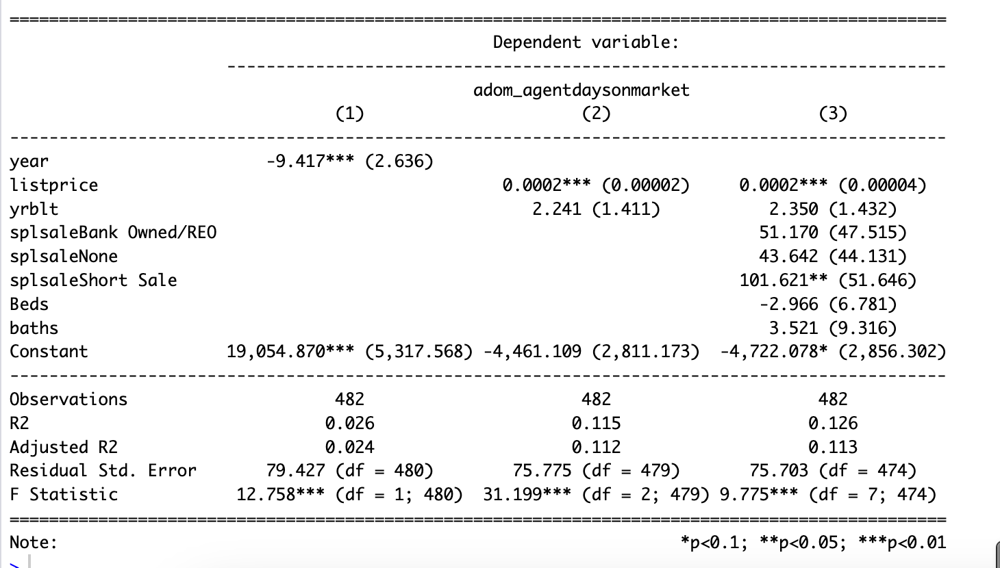 ==========================================================================================
Dependent variable:
----------------------------------------------------------------------
adom_agentdaysonmarket
(1) (2) (3)
------------------------------------------------------------------------------------------
year -9.417*** (2.636)
listprice 0.0002*** (0.00002) 0.0002*** (0.00004)
yrblt 2.241 (1.411) 2.350 (1.432)
splsaleBank Owned/REO 51.170 (47.515)
splsaleNone 43.642 (44.131)
splsaleShort Sale 101.621** (51.646)
Beds -2.966 (6.781)
baths 3.521 (9.316)
Constant 19,054.870*** (5,317.568) -4,461.109 (2,811.173) -4,722.078* (2,856.302)
------------------------------------------------------------------------------------------
Observations 482 482 482
R2 0.026 0.115 0.126
Adjusted R2 0.024 0.112 0.113
Residual Std. Error 79.427 (df = 480) 75.775 (df = 479) 75.703 (df = 474)
F Statistic 12.758*** (df = 1; 480) 31.199*** (df = 2; 479) 9.775*** (df = 7; 474)
==========================================================================================
Note: *p<0.1; **p<0.05; ***p<0.01
>